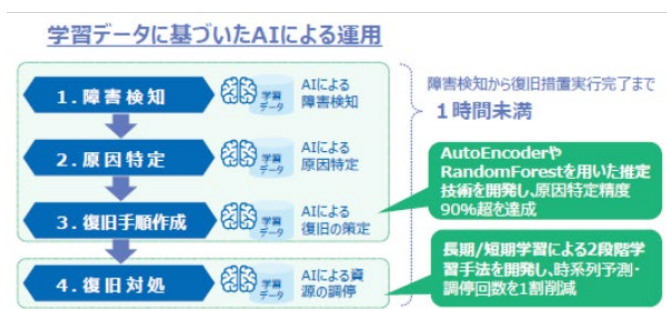 学習データに基づいたAIによる運用
1.障害検知
学習
データ
AIによる
障害検知
2.原因特定
学習
データ
AIによる
原因特定
3.復旧手順作成
学習
データ
AIによる
復旧の策定
4.復旧対処
学習
データ
AIによる資
源の調停
障害検知から復旧措置実行完了まで
1時間未満
AutoEncoderや
RandomForestを用いた推定
技術を開発し、原因特定精度
90%超を達成
長期/短期学習による2段階学
習手法を開発し、時系列予測・
調停回数を1割削減